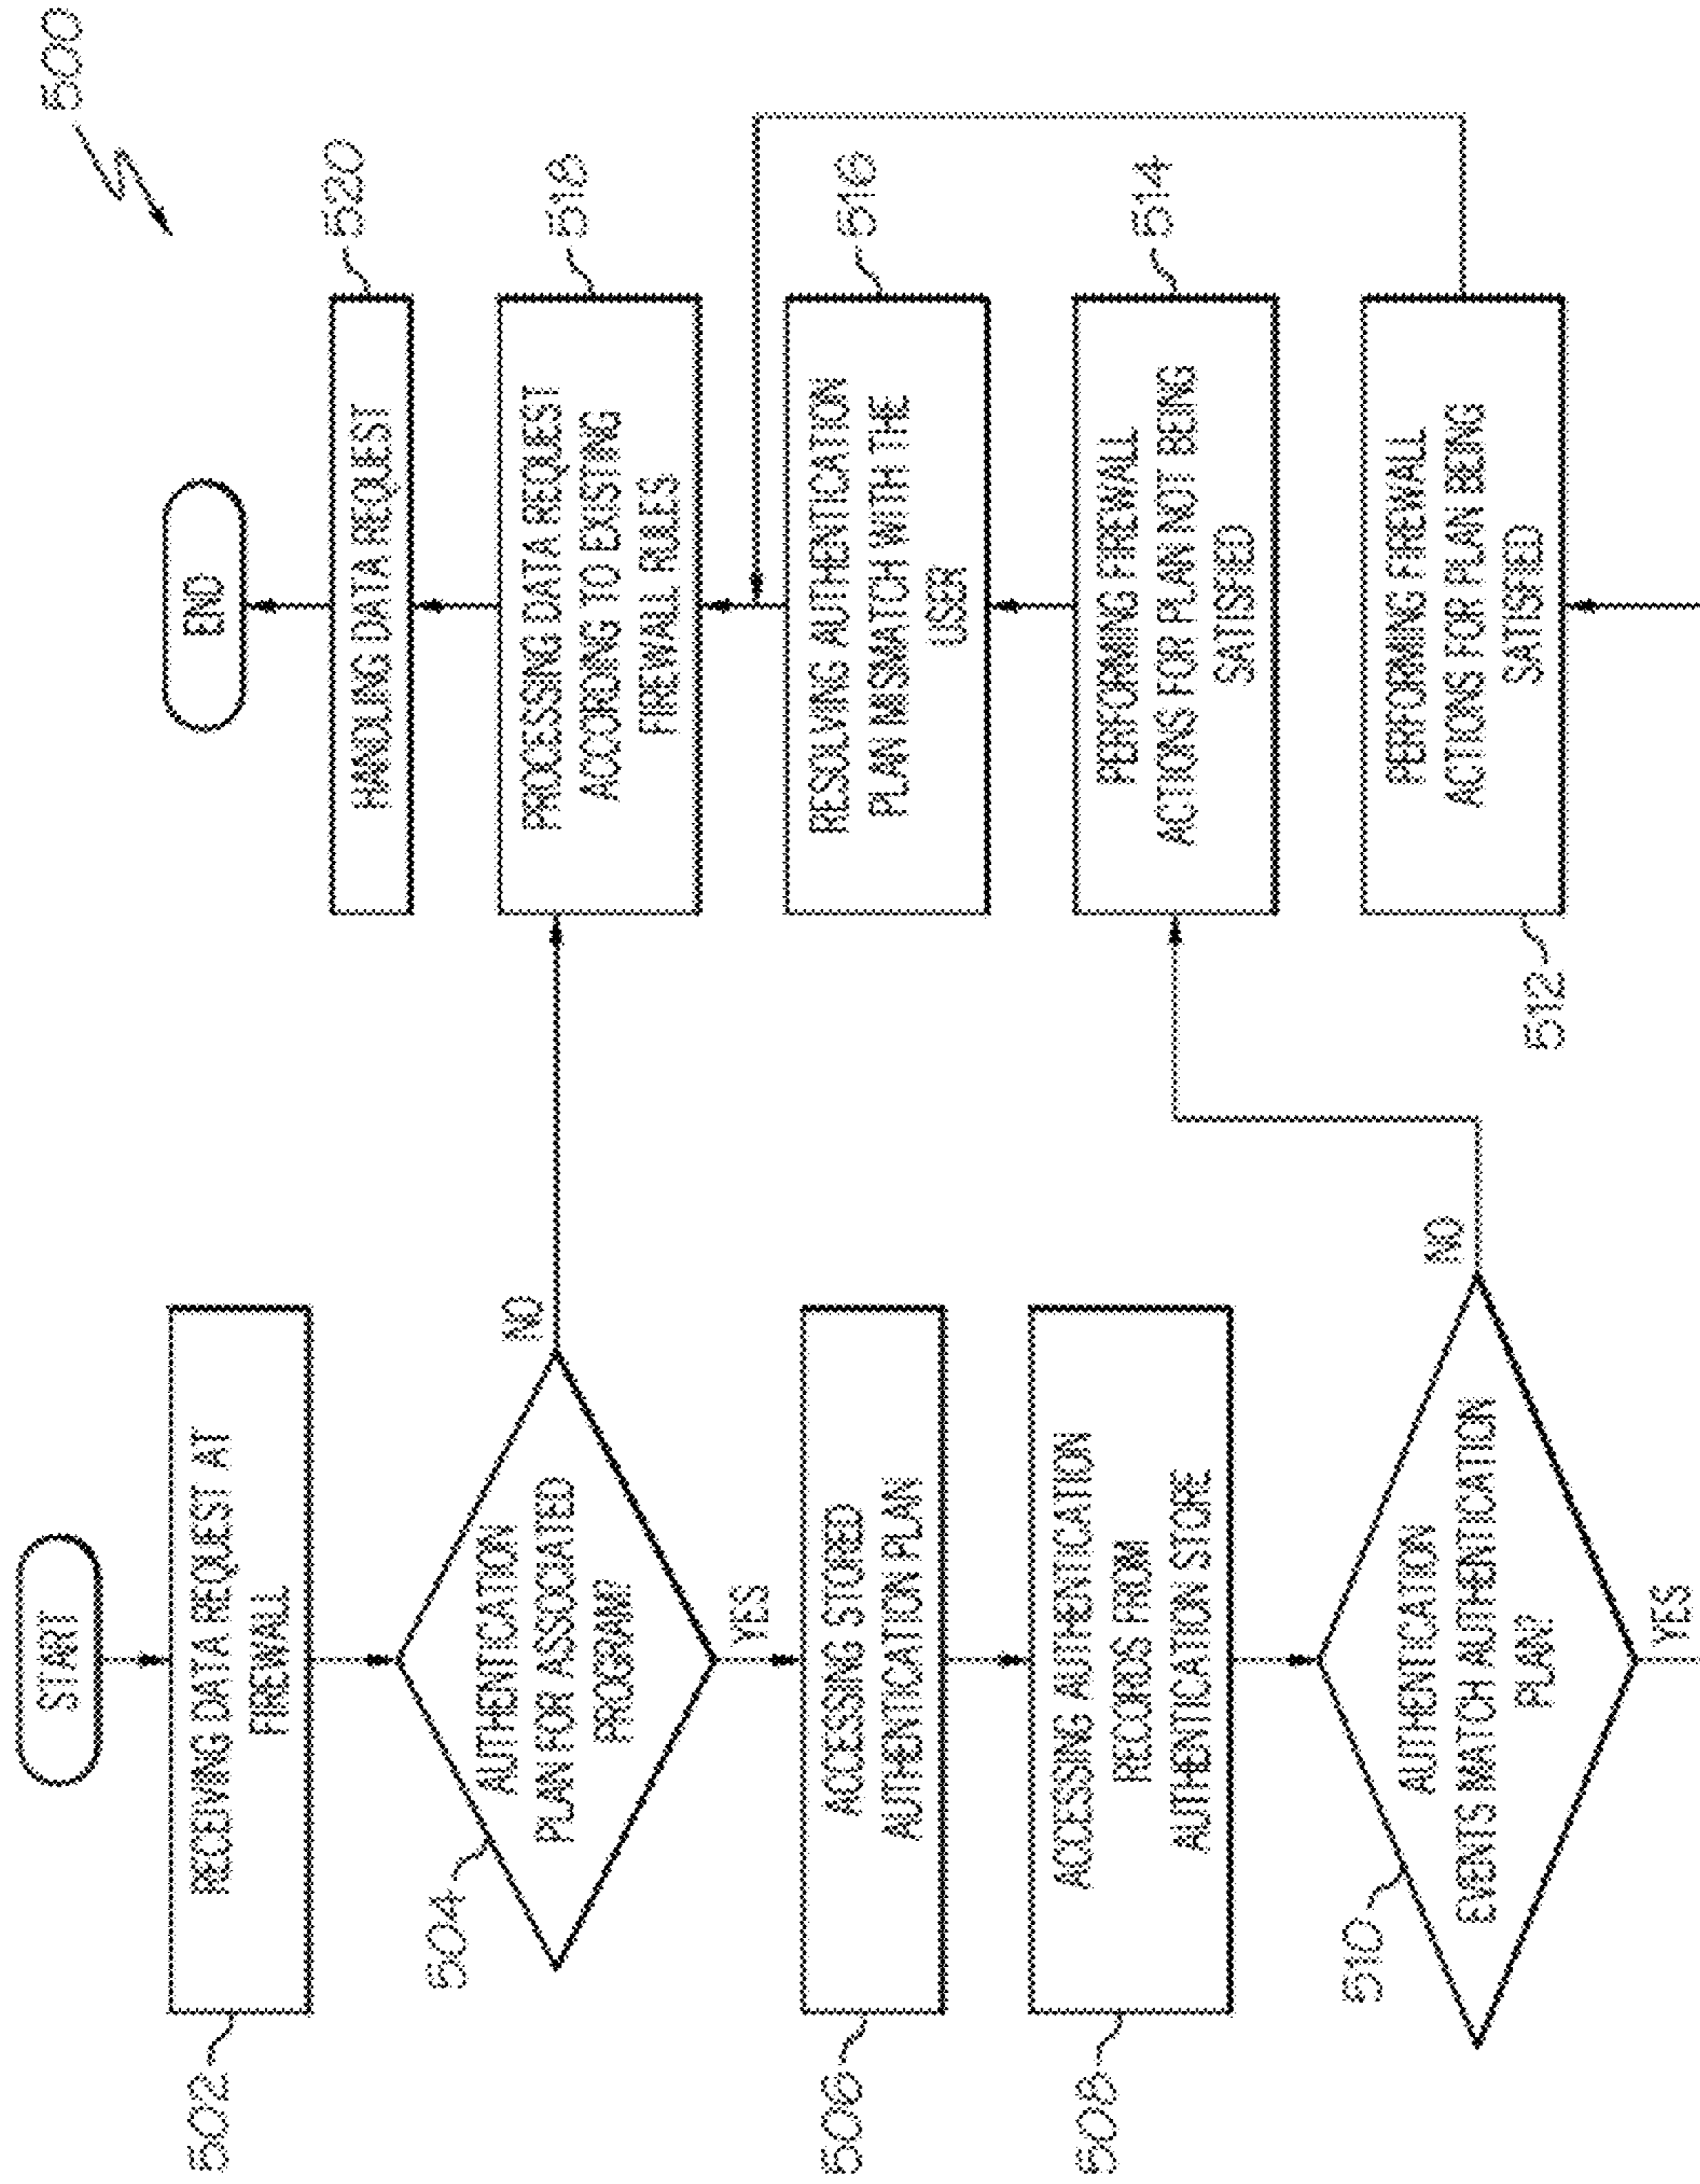 500
START
RECEIVING DATA REQUEST AT
FIREWALL
502
AUTHENTICATION
PLAN FOR ASSOCIATED
PROGRAM?
504
NO
YES
ACCESSING STORED
AUTHENTICATION PLAN
506
ACCESSING AUTHENTICATION
RECORDS FROM
AUTHENTICATION STORE
508
AUTHENTICATION
EVENTS MATCH AUTHENTICATION
PLAN?
510
NO
YES
END
HANDLING DATA REQUEST
520
PROCESSING DATA REQUEST
ACCORDING TO EXISTING
FIREWALL RULES
518
RESOLVING AUTHENTICATION
PLAN MISMATCH WITH THE
USER
516
PERFORMING FIREWALL
ACTIONS FOR PLAN NOT BEING
SATISFIED
514
PERFORMING FIREWALL
ACTIONS FOR PLAN BEING
SATISFIED
512